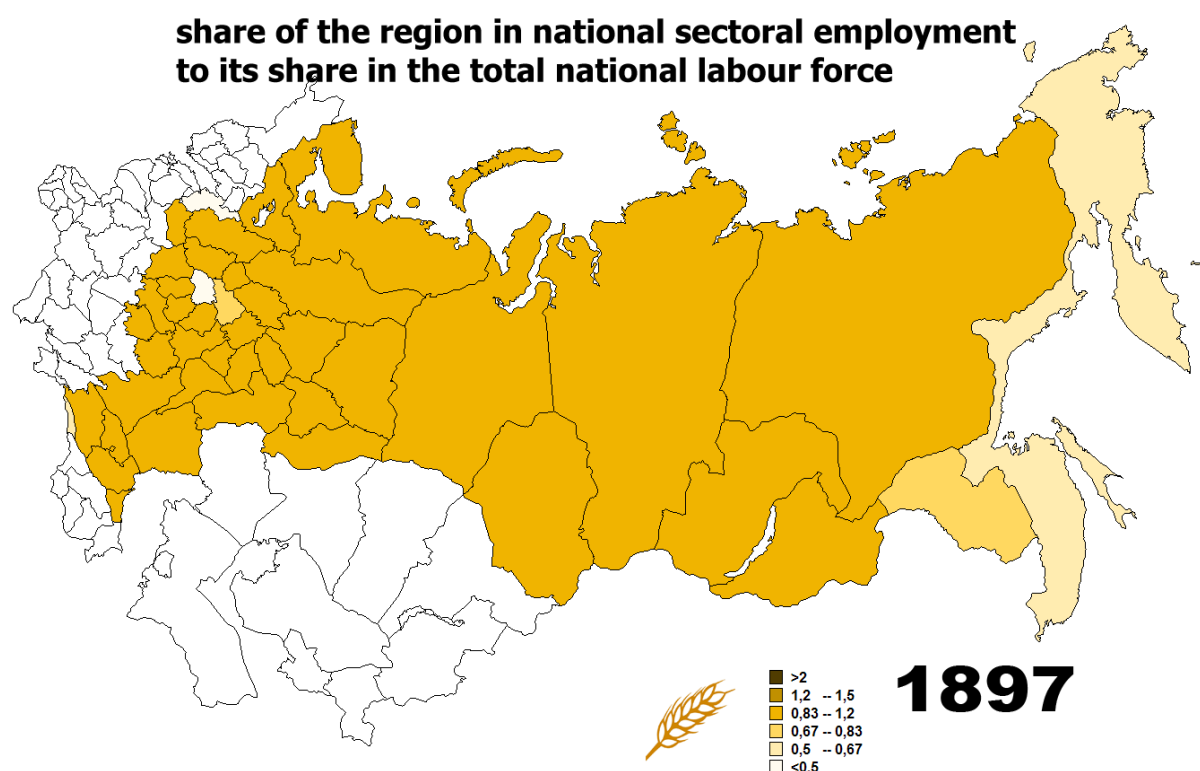 share of the region in national sectoral employment
to its share in the total national labour force
1897
>2
1,2 -- 1,5
0,83 -- 1,2
0,67 -- 0,83
0,5 -- 0,67
<0,5